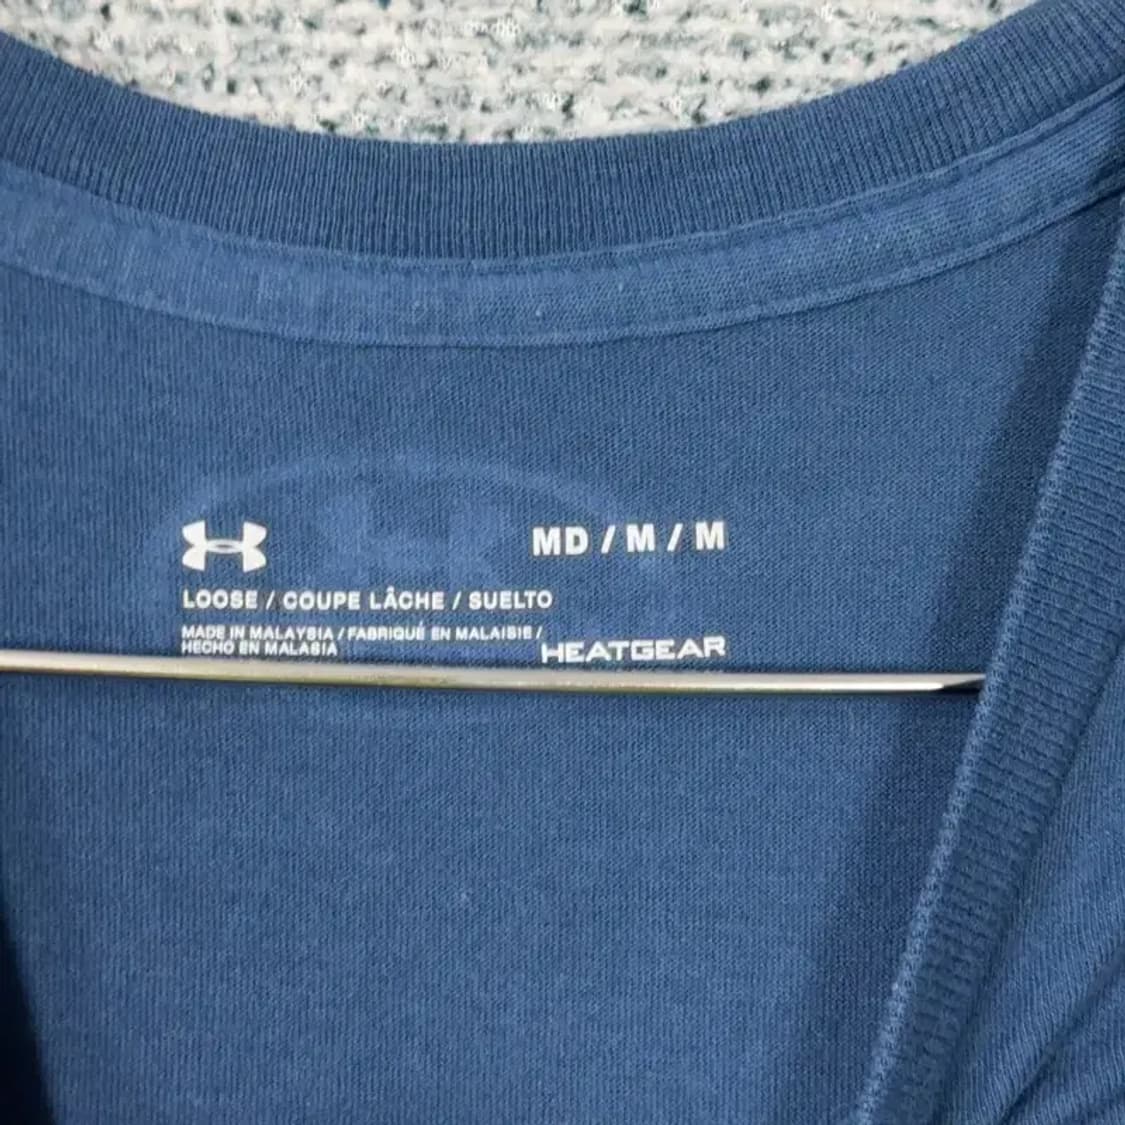 MD / M / M
LOOSE / COUPE LÂCHE / SUELTO
MADE IN MALAYSIA / FABRIQUÉ EN MALAISIE /
HECHO EN MALASIA
HEATGEAR